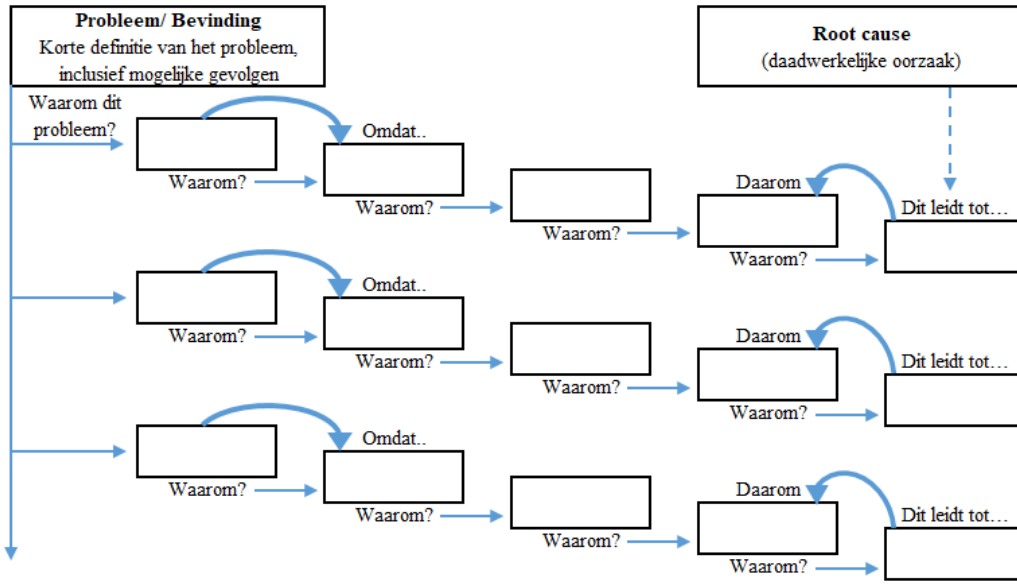 Probleem/ Bevinding
Korte definitie van het probleem,
inclusief mogelijke gevolgen
Root cause
(daadwerkelijke oorzaak)
Waarom dit
probleem?
Omdat..
Waarom?
Waarom?
Daarom
Waarom?
Dit leidt tot…
Waarom?
Omdat..
Waarom?
Waarom?
Daarom
Waarom?
Dit leidt tot…
Waarom?
Omdat..
Waarom?
Waarom?
Daarom
Waarom?
Dit leidt tot…
Waarom?